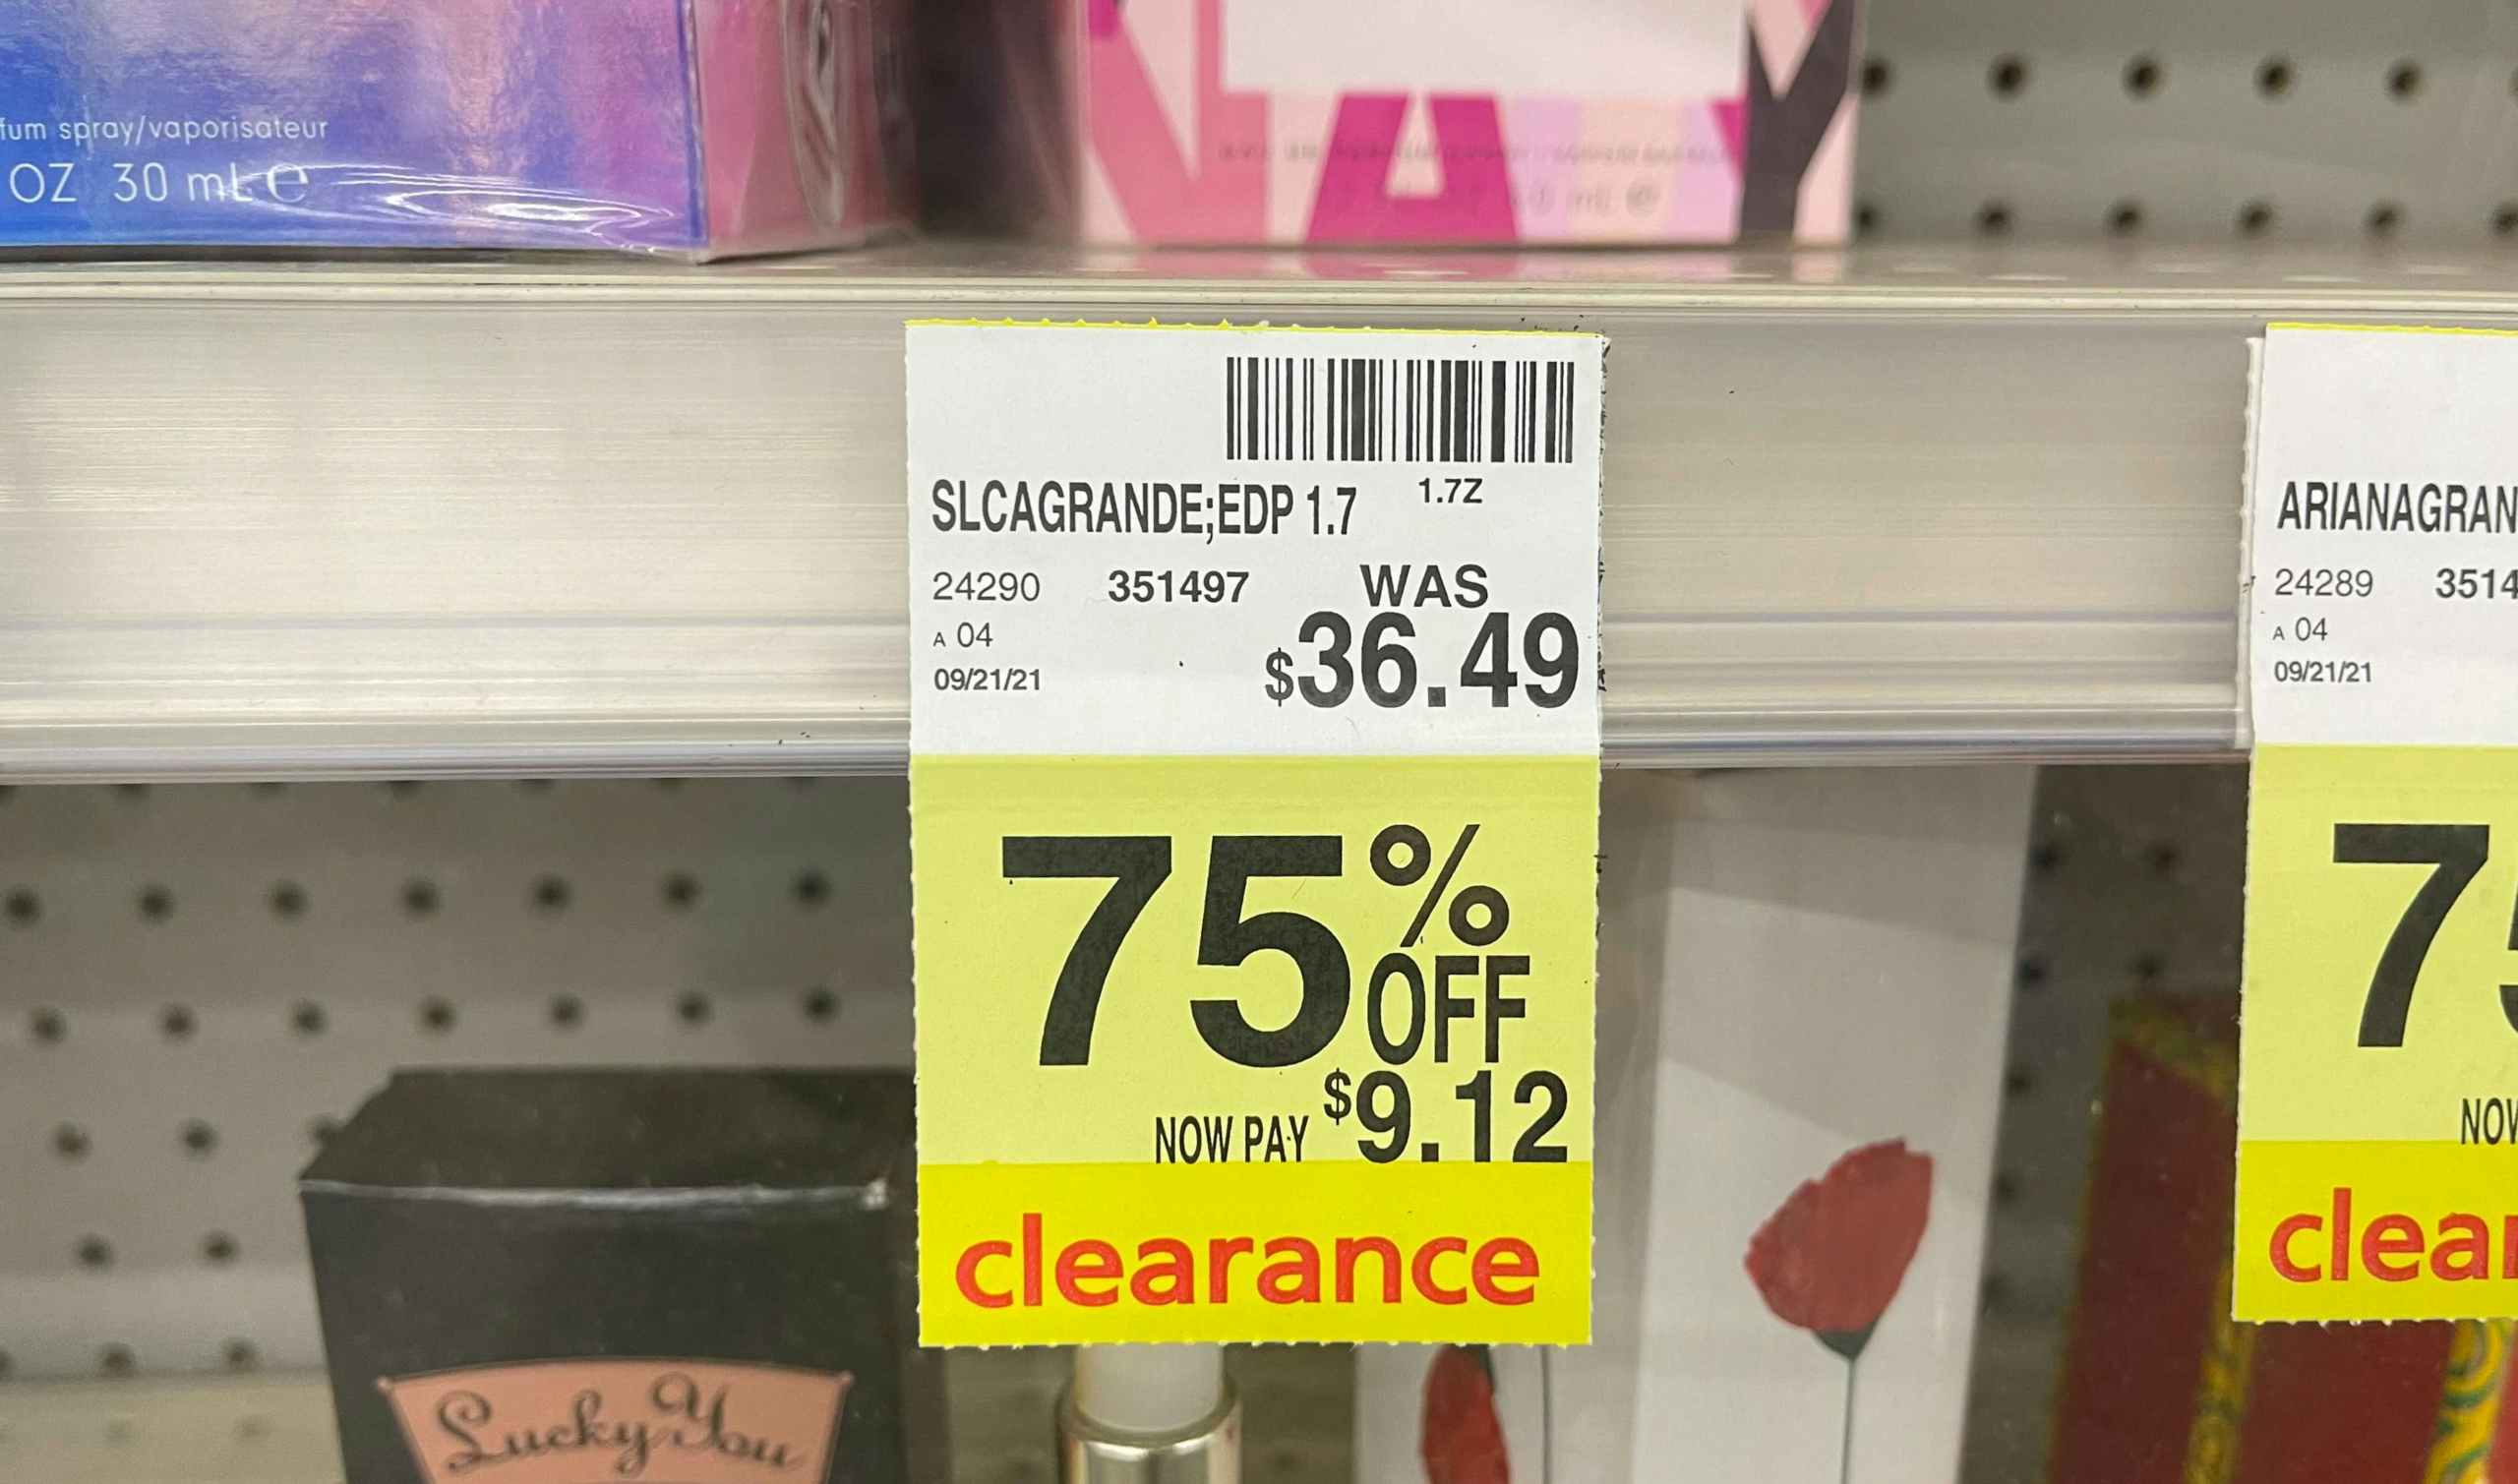 fum spray/vaporisateur
OZ 30 mL e
NAY
SLCAGRANDE;EDP 1.7 1.7Z
24290 351497 WAS
A 04 $36.49
09/21/21
75%
OFF
NOW PAY $9.12
clearance
ARIANAGRAN
24289 3514
A 04
09/21/21
75
NOW
clear
Lucky You